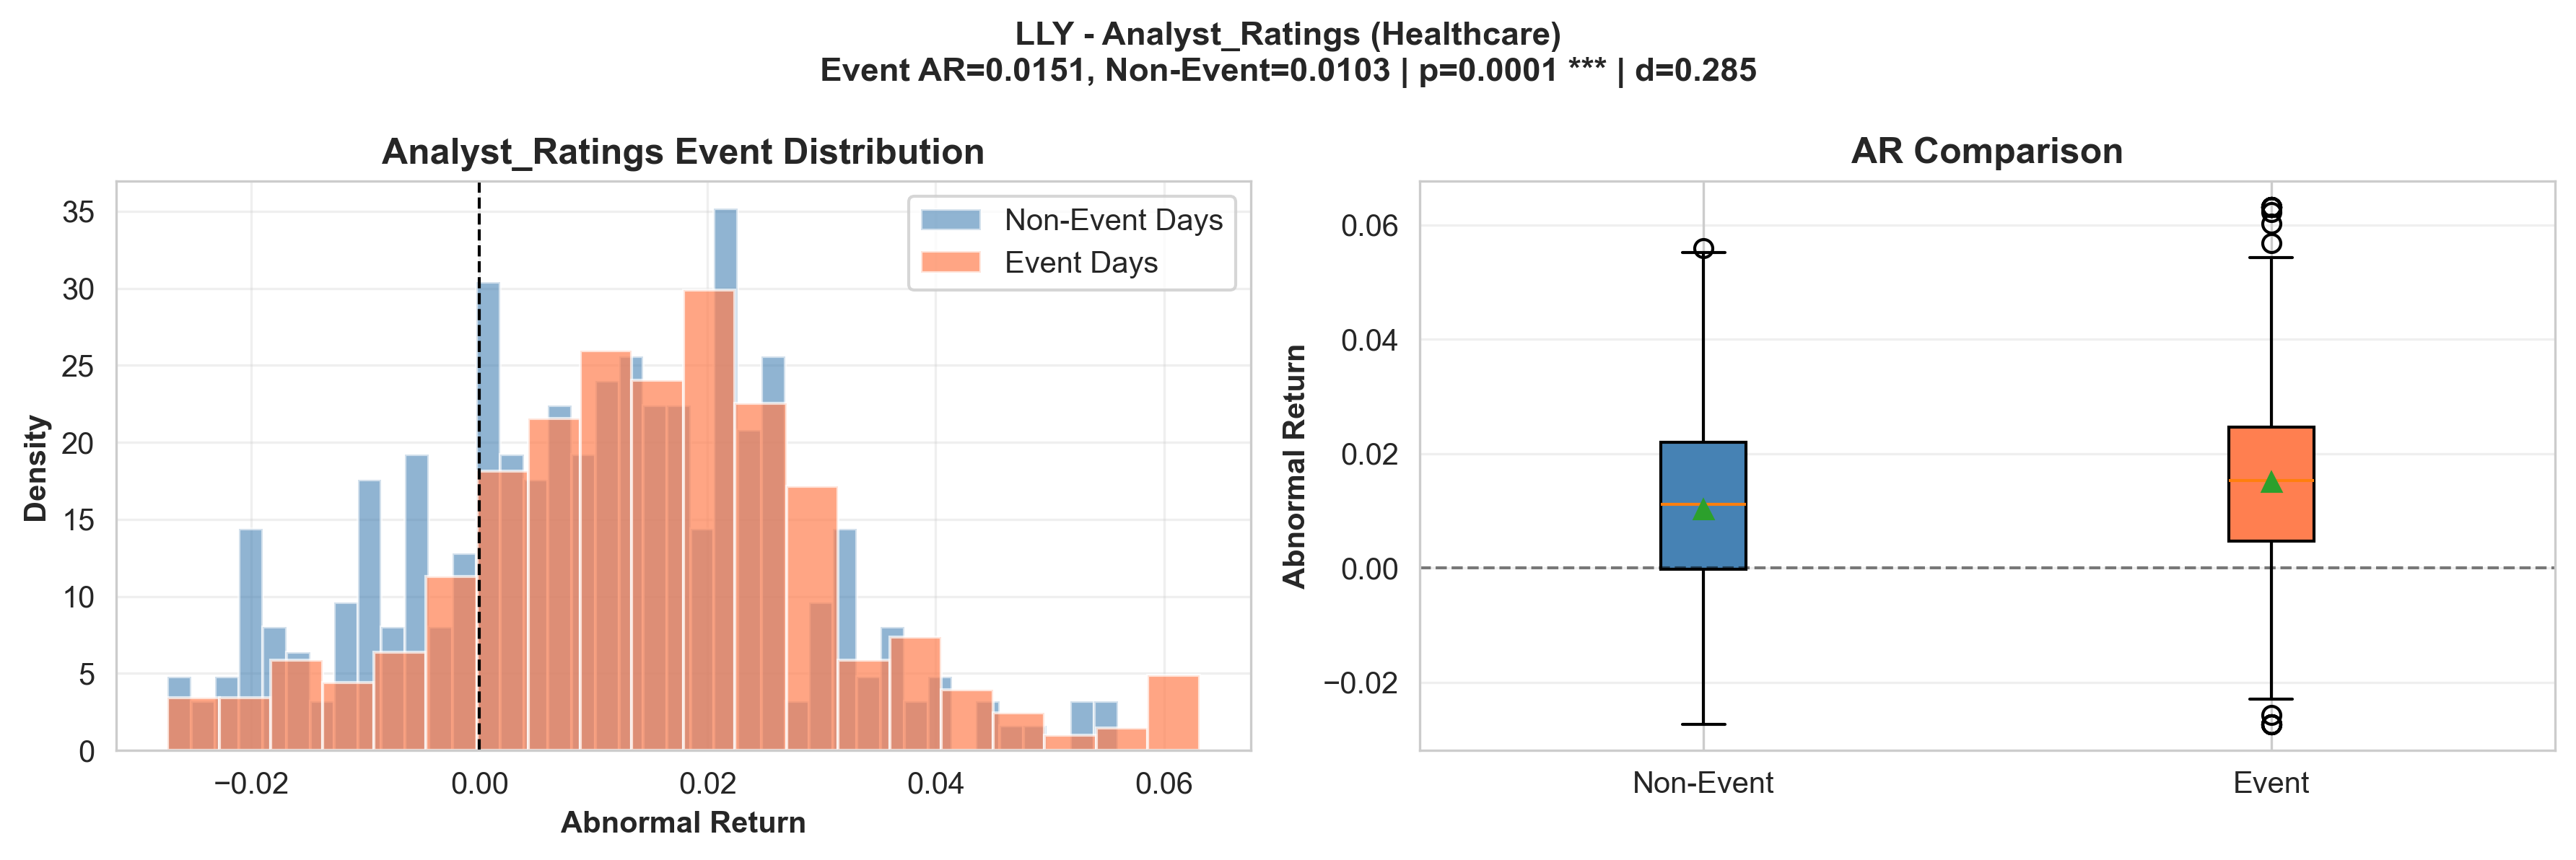 LLY - Analyst_Ratings (Healthcare)
Event AR=0.0151, Non-Event=0.0103 | p=0.0001 *** | d=0.285
Analyst_Ratings Event Distribution
Density
35
30
25
20
15
10
5
0
Non-Event Days
Event Days
−0.02
0.00
0.02
0.04
0.06
Abnormal Return
AR Comparison
Abnormal Return
0.06
0.04
0.02
0.00
−0.02
Non-Event
Event